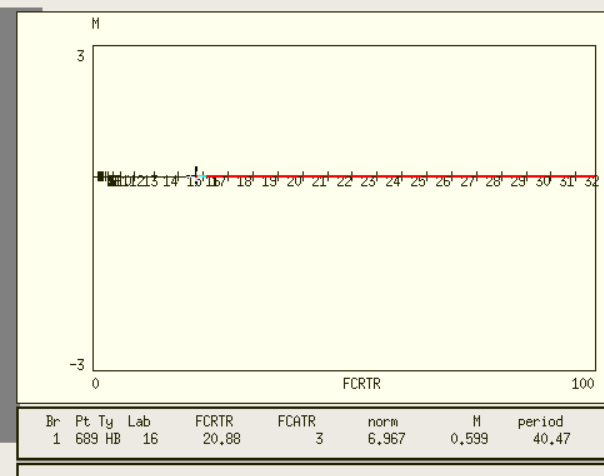 M
3
12 13 14 15 17 18 19 20 21 22 23 24 25 26 27 28 29 30 31 32
-3
0 FCRTR 100
Br Pt Ty Lab FCRTR FCATR norm M period
1 689 HB 16 20.88 3 6.967 0.599 40.47